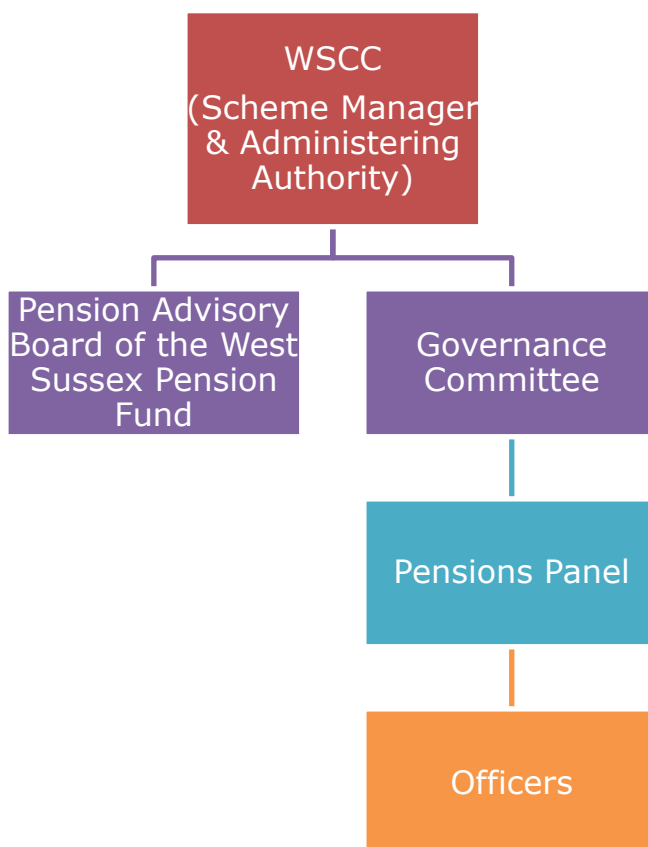 WSCC
(Scheme Manager
& Administering
Authority)
Pension Advisory
Board of the West
Sussex Pension
Fund
Governance
Committee
Pensions Panel
Officers